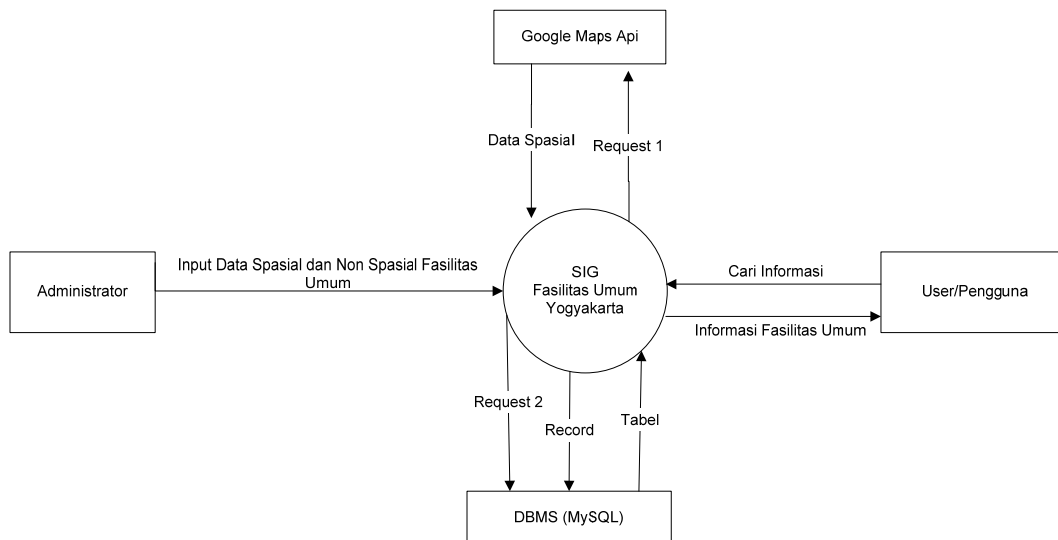 Google Maps Api
Data Spasial
Request 1
Input Data Spasial dan Non Spasial Fasilitas
Umum
Administrator
SIG
Fasilitas Umum
Yogyakarta
Cari Informasi
User/Pengguna
Informasi Fasilitas Umum
Request 2
Record
Tabel
DBMS (MySQL)